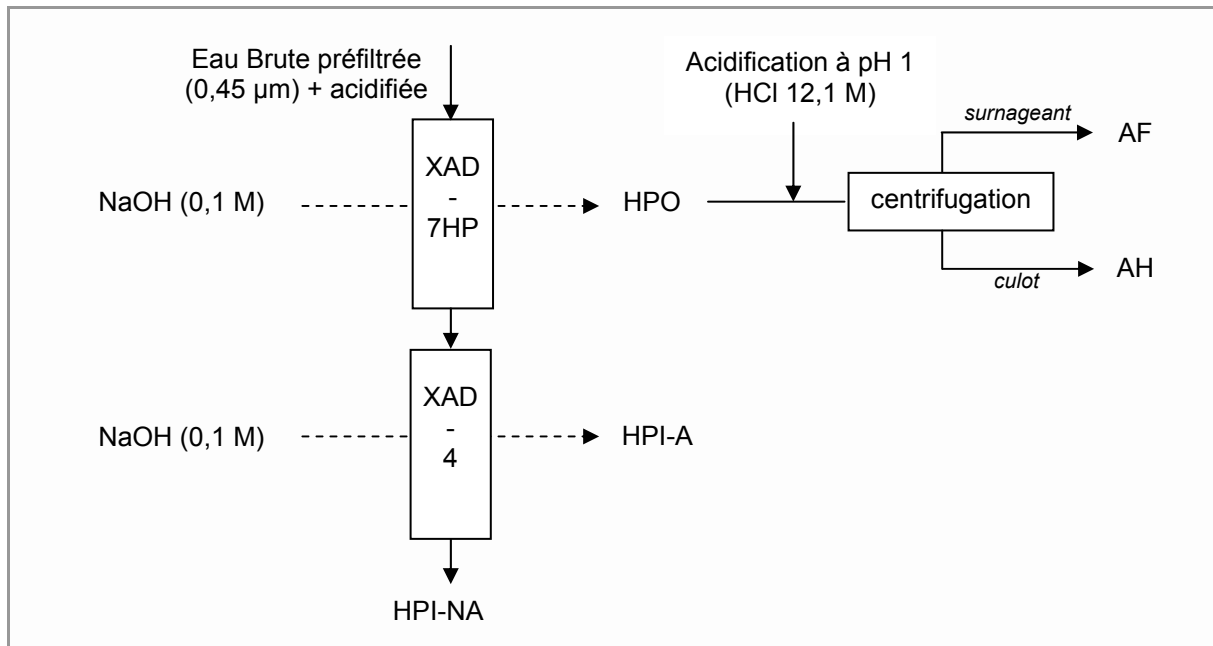 Eau Brute préfiltrée
(0,45 µm) + acidifiée
Acidification à pH 1
(HCl 12,1 M)
surnageant
AF
XAD
-
7HP
NaOH (0,1 M)
HPO
centrifugation
culot
AH
XAD
-
4
NaOH (0,1 M)
HPI-A
HPI-NA